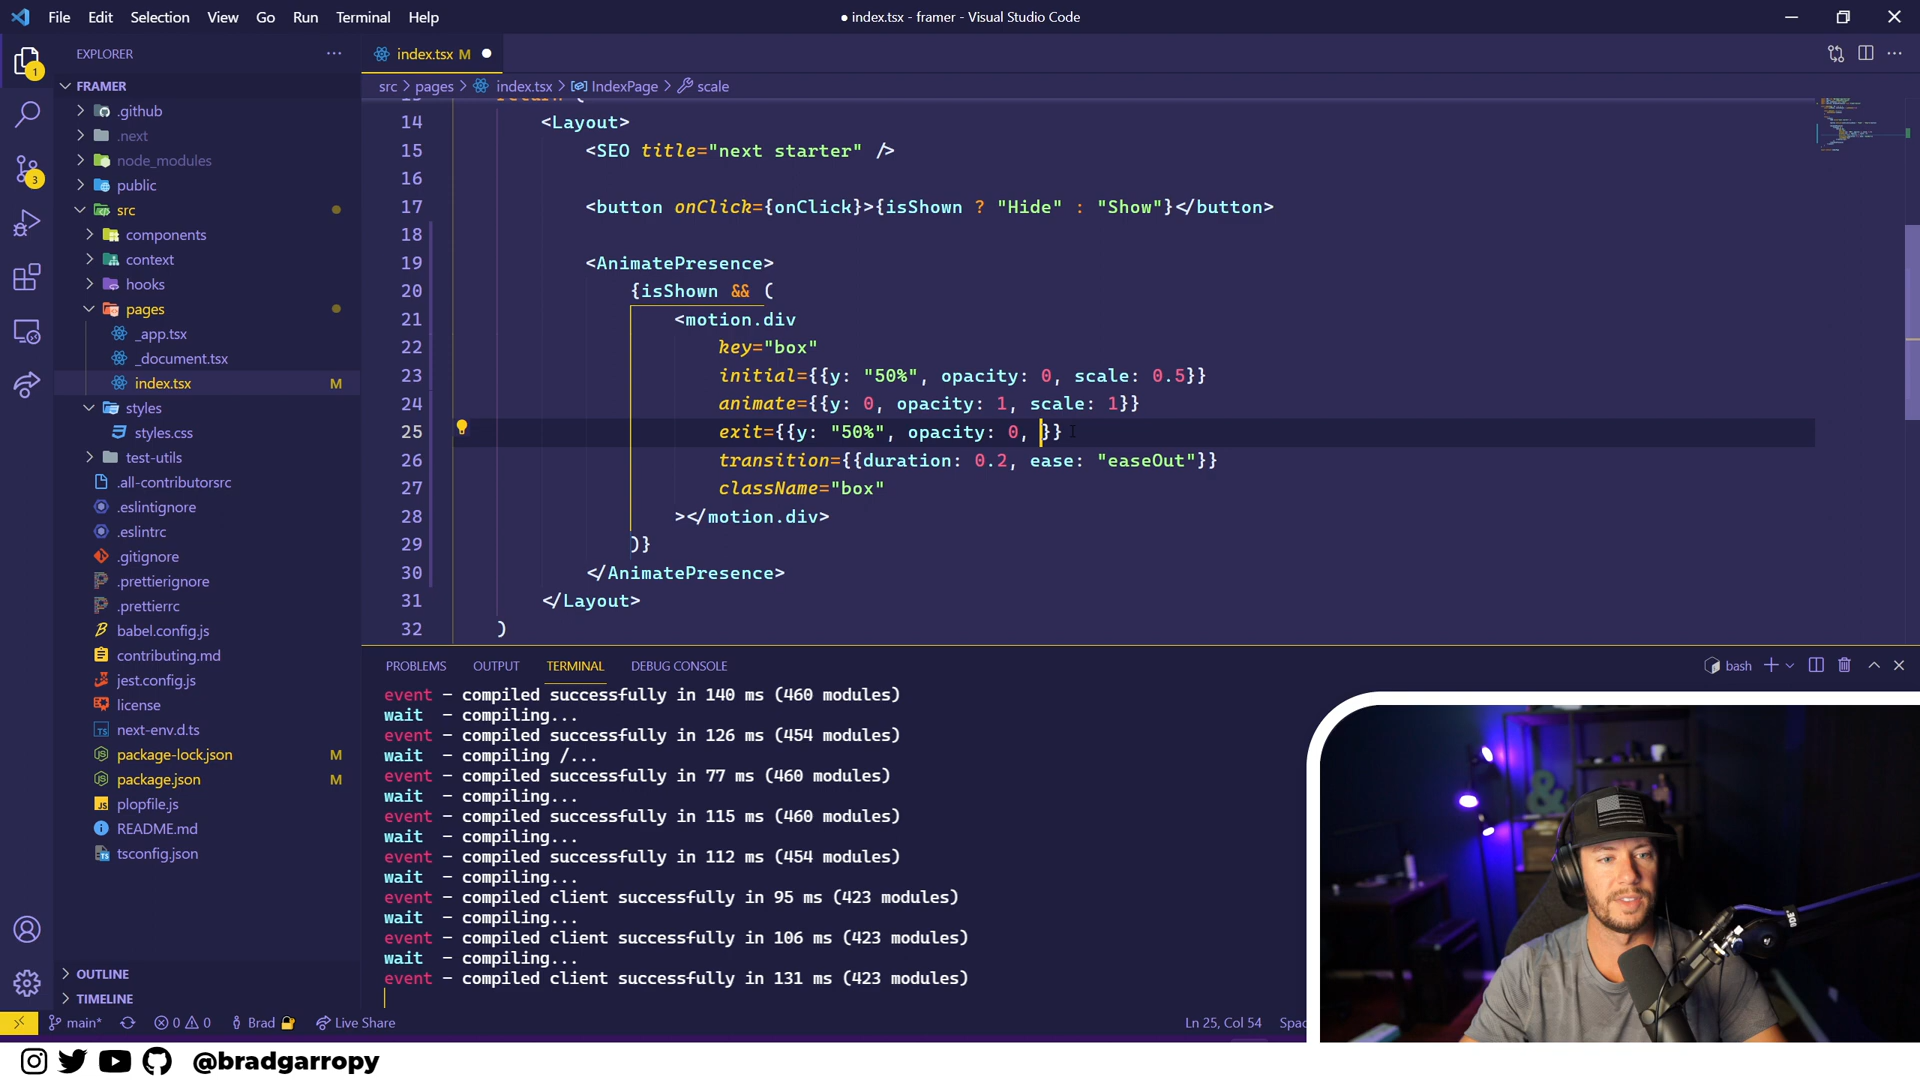 File Edit Selection View Go Run Terminal Help
● index.tsx - framer - Visual Studio Code
EXPLORER
index.tsx M
src > pages > index.tsx > IndexPage > scale
1
3
FRAMER
.github
.next
node_modules
public
src
components
context
hooks
pages
_app.tsx
_document.tsx
index.tsx M
styles
styles.css
test-utils
.all-contributorsrc
.eslintignore
.eslintrc
.gitignore
.prettierignore
.prettierrc
babel.config.js
contributing.md
jest.config.js
license
next-env.d.ts
package-lock.json M
package.json M
plopfile.js
README.md
tsconfig.json
OUTLINE
TIMELINE
13 return (
14 <Layout>
15 <SEO title="next starter" />
16
17 <button onClick={onClick}>{isShown ? "Hide" : "Show"}</button>
18
19 <AnimatePresence>
20 {isShown && (
21 <motion.div
22 key="box"
23 initial={{y: "50%", opacity: 0, scale: 0.5}}
24 animate={{y: 0, opacity: 1, scale: 1}}
25 exit={{y: "50%", opacity: 0, }}
26 transition={{duration: 0.2, ease: "easeOut"}}
27 className="box"
28 ></motion.div>
29 )}
30 </AnimatePresence>
31 </Layout>
32 )
PROBLEMS OUTPUT TERMINAL DEBUG CONSOLE
bash
event - compiled successfully in 140 ms (460 modules)
wait - compiling...
event - compiled successfully in 126 ms (454 modules)
wait - compiling /...
event - compiled successfully in 77 ms (460 modules)
wait - compiling...
event - compiled successfully in 115 ms (460 modules)
wait - compiling...
event - compiled successfully in 112 ms (454 modules)
wait - compiling...
event - compiled client successfully in 95 ms (423 modules)
wait - compiling...
event - compiled client successfully in 106 ms (423 modules)
wait - compiling...
event - compiled client successfully in 131 ms (423 modules)
main* 0 0 Brad Live Share
Ln 25, Col 54 Spac
@bradgarropy